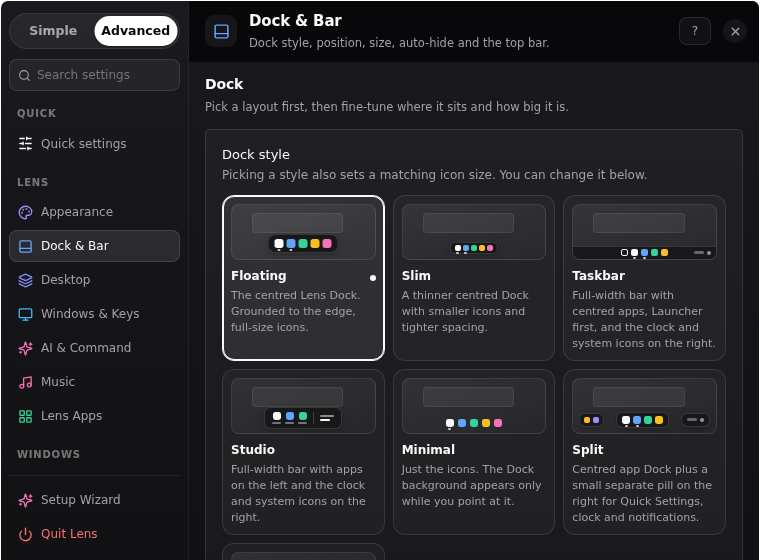 Simple
Advanced
Search settings
QUICK
Quick settings
LENS
Appearance
Dock & Bar
Desktop
Windows & Keys
AI & Command
Music
Lens Apps
WINDOWS
Setup Wizard
Quit Lens
Dock & Bar
Dock style, position, size, auto-hide and the top bar.
?
Dock
Pick a layout first, then fine-tune where it sits and how big it is.
Dock style
Picking a style also sets a matching icon size. You can change it below.
Floating
The centred Lens Dock.
Grounded to the edge,
full-size icons.
Slim
A thinner centred Dock
with smaller icons and
tighter spacing.
Taskbar
Full-width bar with
centred apps, Launcher
first, and the clock and
system icons on the right.
Studio
Full-width bar with apps
on the left and the clock
and system icons on the
right.
Minimal
Just the icons. The Dock
background appears only
while you point at it.
Split
Centred app Dock plus a
small separate pill on the
right for Quick Settings,
clock and notifications.